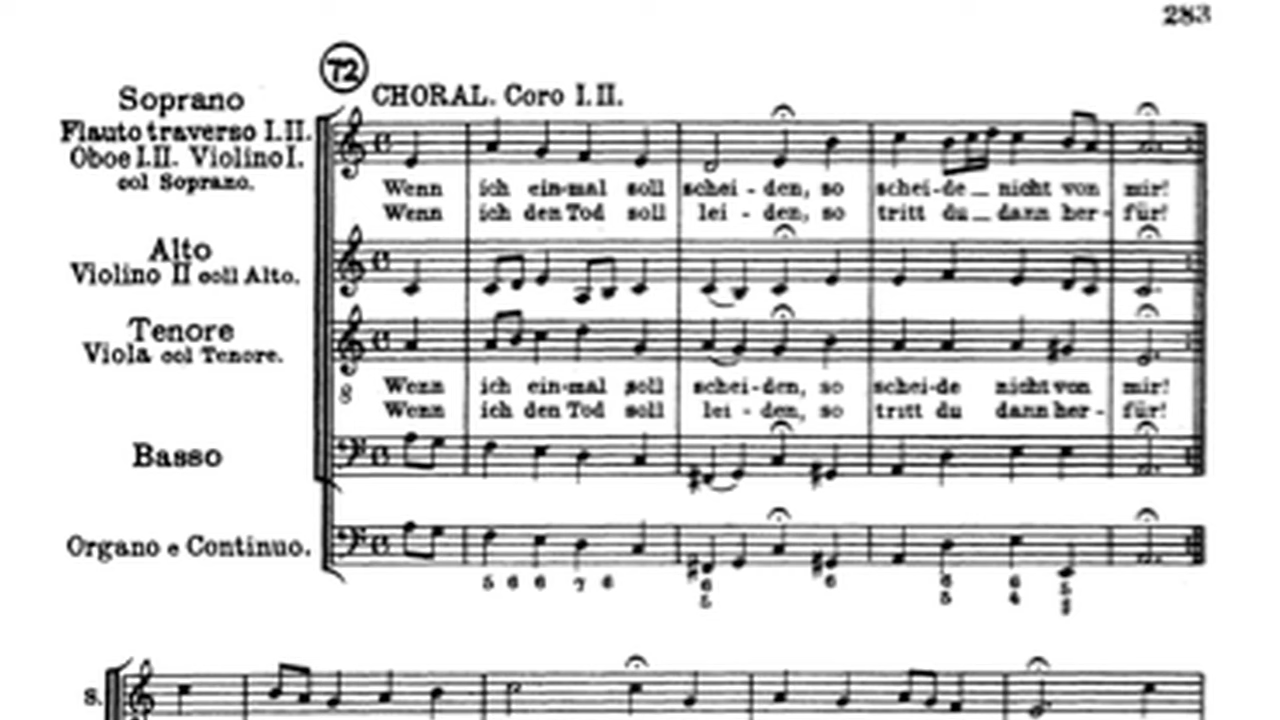 283
72
CHORAL. Coro I. II.
Soprano
Flauto traverso I. II.
Oboe I.II. Violino I.
col Soprano.
Wenn ich ein-mal soll schei - den, so schei-de _ nicht von mir!
Wenn ich den Tod soll lei - den, so tritt du _ dann her - für!
Alto
Violino II coll Alto.
Tenore
Viola col Tenore.
8
Wenn ich ein-mal soll schei-den, so schei-de nicht von mir!
Wenn ich den Tod soll lei - den, so tritt du dann her - für!
Basso
Organo e Continuo.
5 6 6 7 6 6 6 6
5 5 4
S.